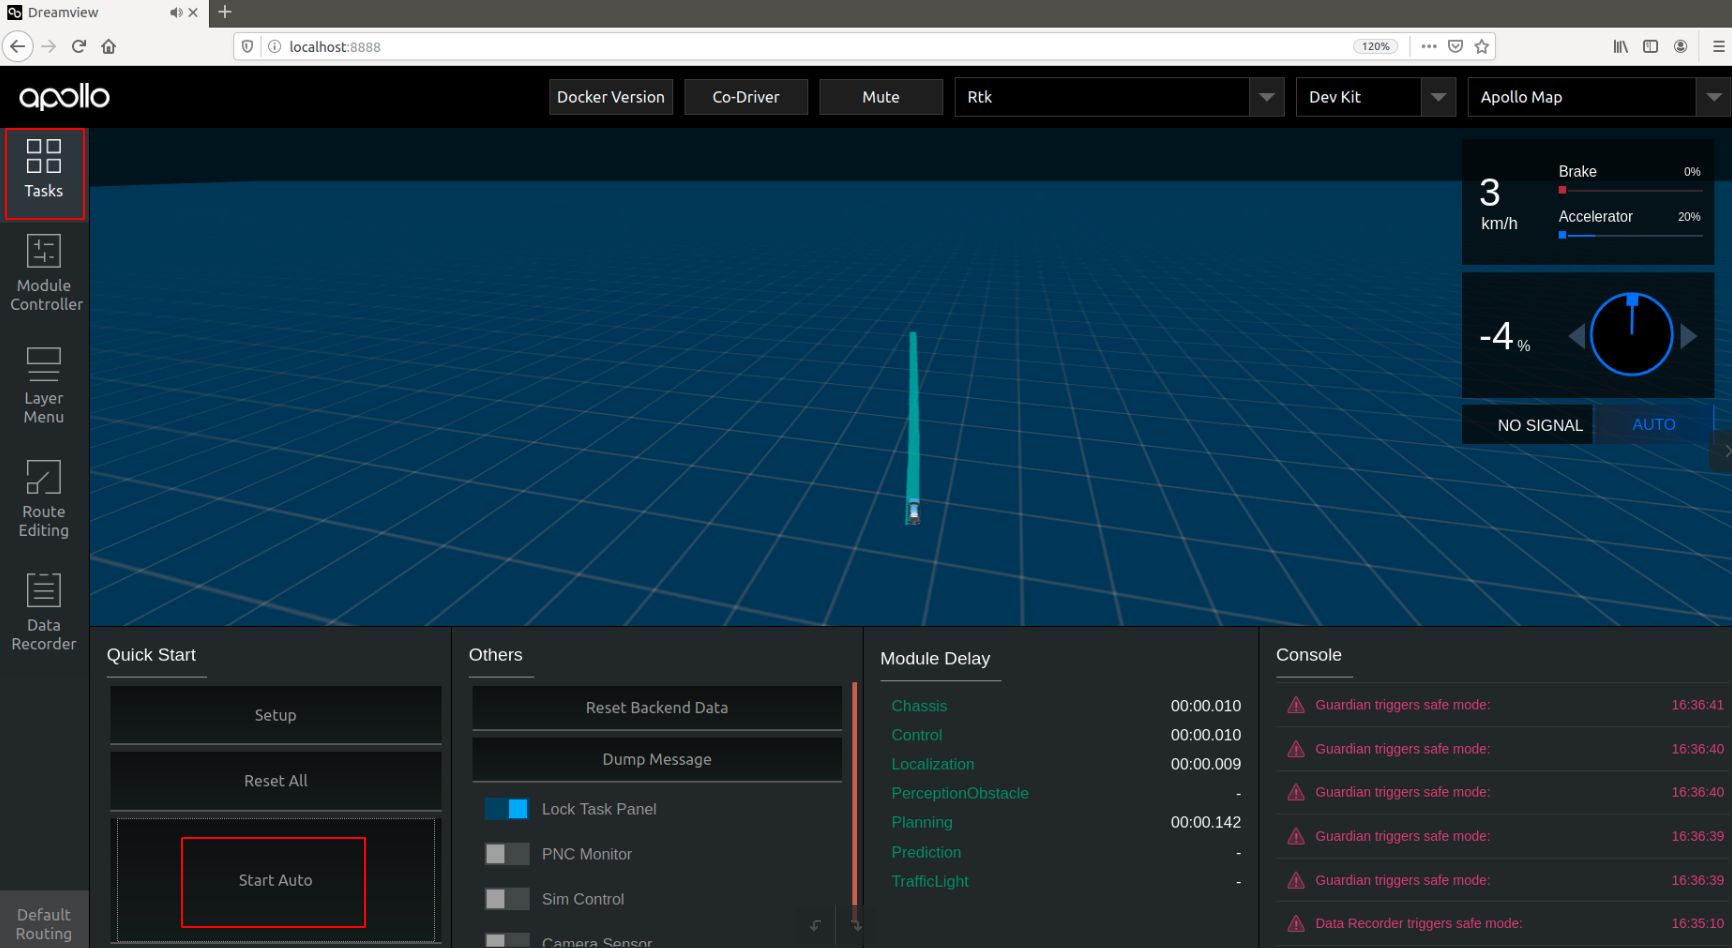 Dreamview
localhost:8888
120%
apollo
Docker Version
Co-Driver
Mute
Rtk
Dev Kit
Apollo Map
Tasks
Module
Controller
Layer
Menu
Route
Editing
Data
Recorder
Default
Routing
3
km/h
Brake
0%
Accelerator
20%
-4 %
NO SIGNAL
AUTO
Quick Start
Setup
Reset All
Start Auto
Others
Reset Backend Data
Dump Message
Lock Task Panel
PNC Monitor
Sim Control
Camera Sensor
Module Delay
Chassis 00:00.010
Control 00:00.010
Localization 00:00.009
PerceptionObstacle -
Planning 00:00.142
Prediction -
TrafficLight -
Console
Guardian triggers safe mode: 16:36:41
Guardian triggers safe mode: 16:36:40
Guardian triggers safe mode: 16:36:40
Guardian triggers safe mode: 16:36:39
Guardian triggers safe mode: 16:36:39
Data Recorder triggers safe mode: 16:35:10